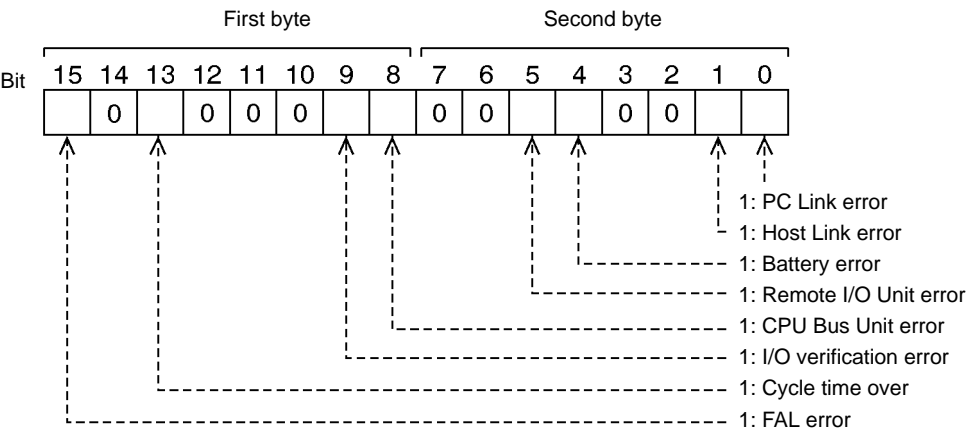 First byte Second byte
Bit 15 14 13 12 11 10 9 8 7 6 5 4 3 2 1 0
0 0 0 0 0 0 0 0
1: PC Link error
1: Host Link error
1: Battery error
1: Remote I/O Unit error
1: CPU Bus Unit error
1: I/O verification error
1: Cycle time over
1: FAL error